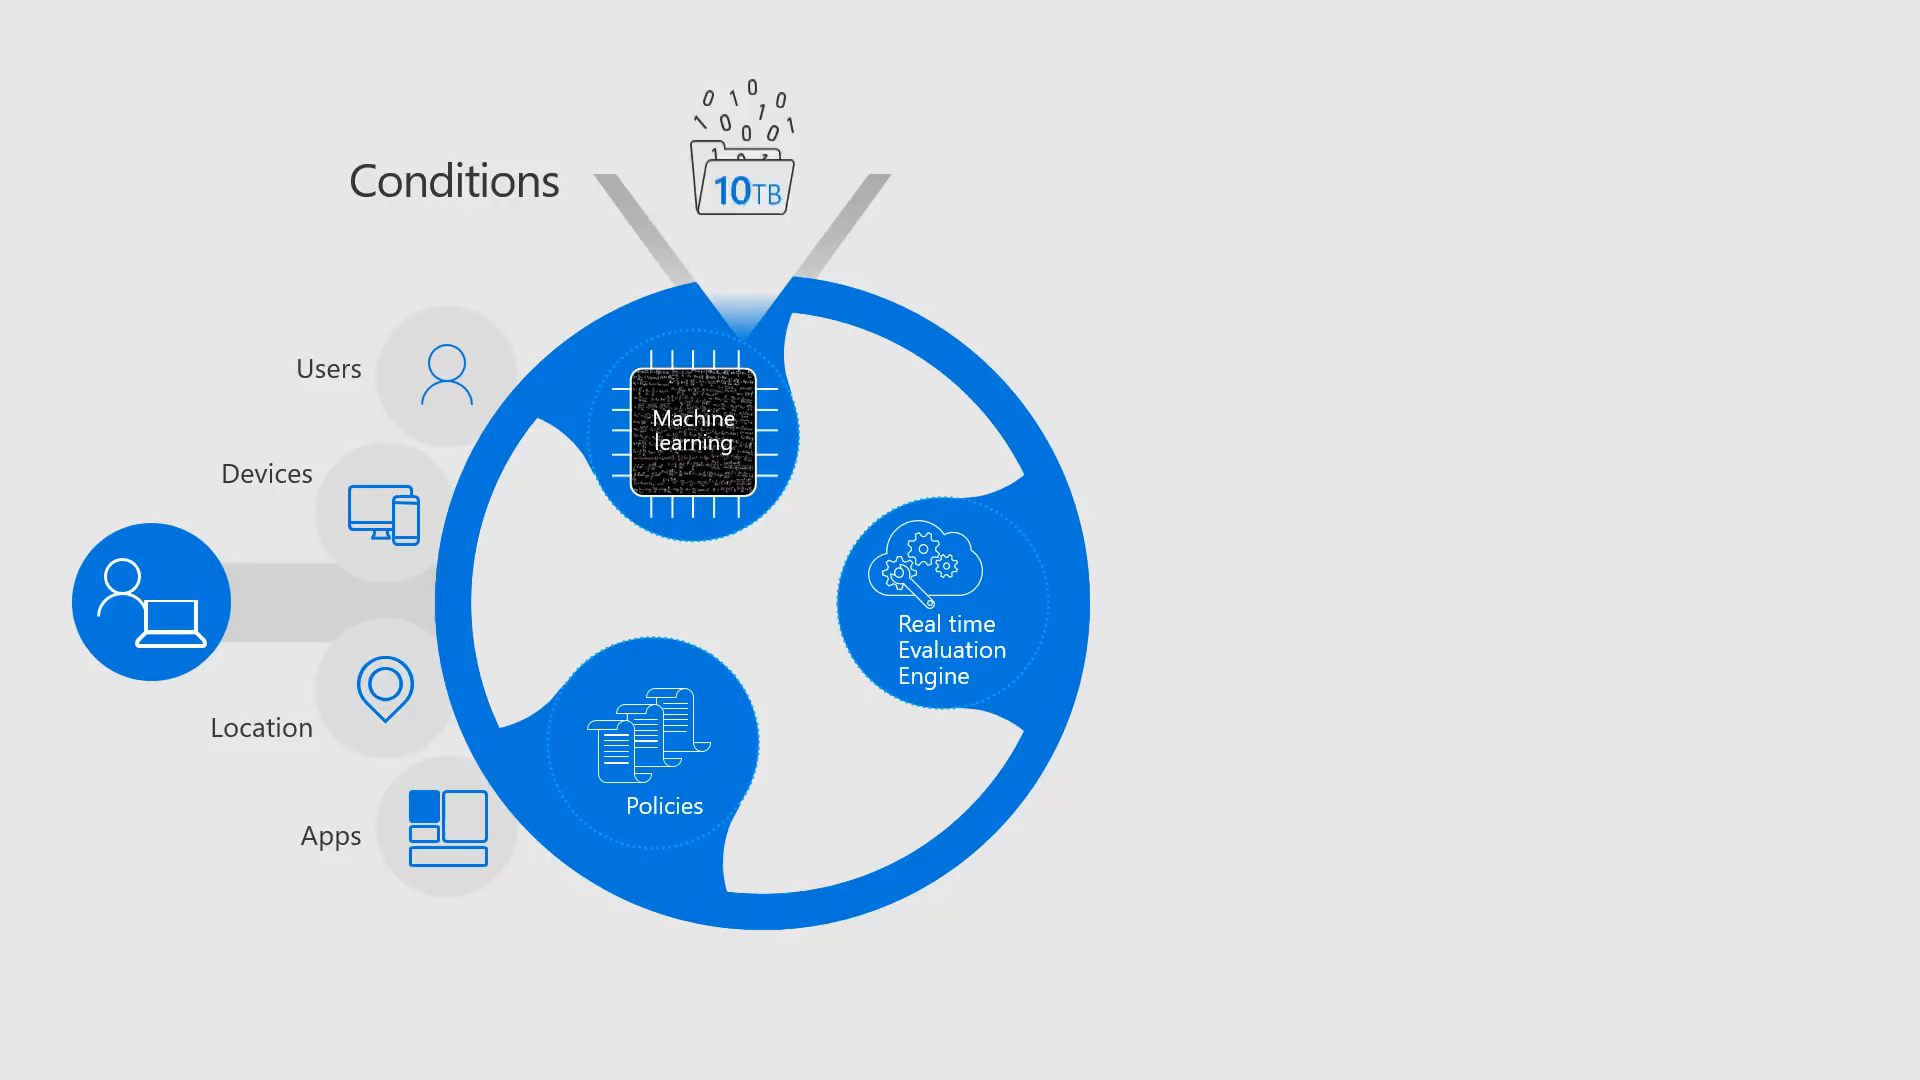 0 1 0 0
1 0 1 1
0 0
1 0
Conditions
10TB
Users
Machine
learning
Devices
Real time
Evaluation
Engine
Location
Policies
Apps